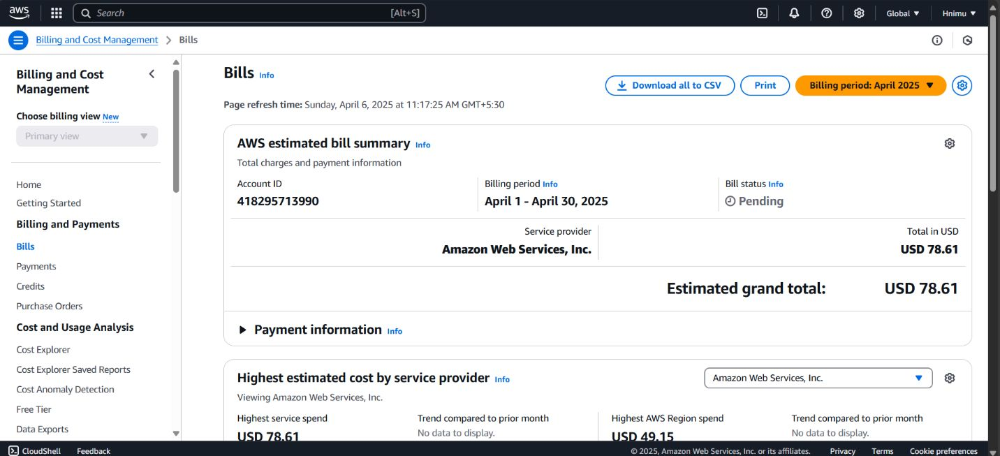 aws
Search [Alt+S]
Global Hnimu
Billing and Cost Management > Bills
Billing and Cost
Management
Choose billing view New
Primary view
Home
Getting Started
Billing and Payments
Bills
Payments
Credits
Purchase Orders
Cost and Usage Analysis
Cost Explorer
Cost Explorer Saved Reports
Cost Anomaly Detection
Free Tier
Data Exports
Bills Info
Download all to CSV
Print
Billing period: April 2025
Page refresh time: Sunday, April 6, 2025 at 11:17:25 AM GMT+5:30
AWS estimated bill summary Info
Total charges and payment information
Account ID
418295713990
Billing period Info
April 1 - April 30, 2025
Bill status Info
Pending
Service provider
Amazon Web Services, Inc.
Total in USD
USD 78.61
Estimated grand total: USD 78.61
Payment information Info
Highest estimated cost by service provider Info
Amazon Web Services, Inc.
Viewing Amazon Web Services, Inc.
Highest service spend
USD 78.61
Trend compared to prior month
No data to display.
Highest AWS Region spend
USD 49.15
Trend compared to prior month
No data to display.
CloudShell Feedback
© 2025, Amazon Web Services, Inc. or its affiliates. Privacy Terms Cookie preferences